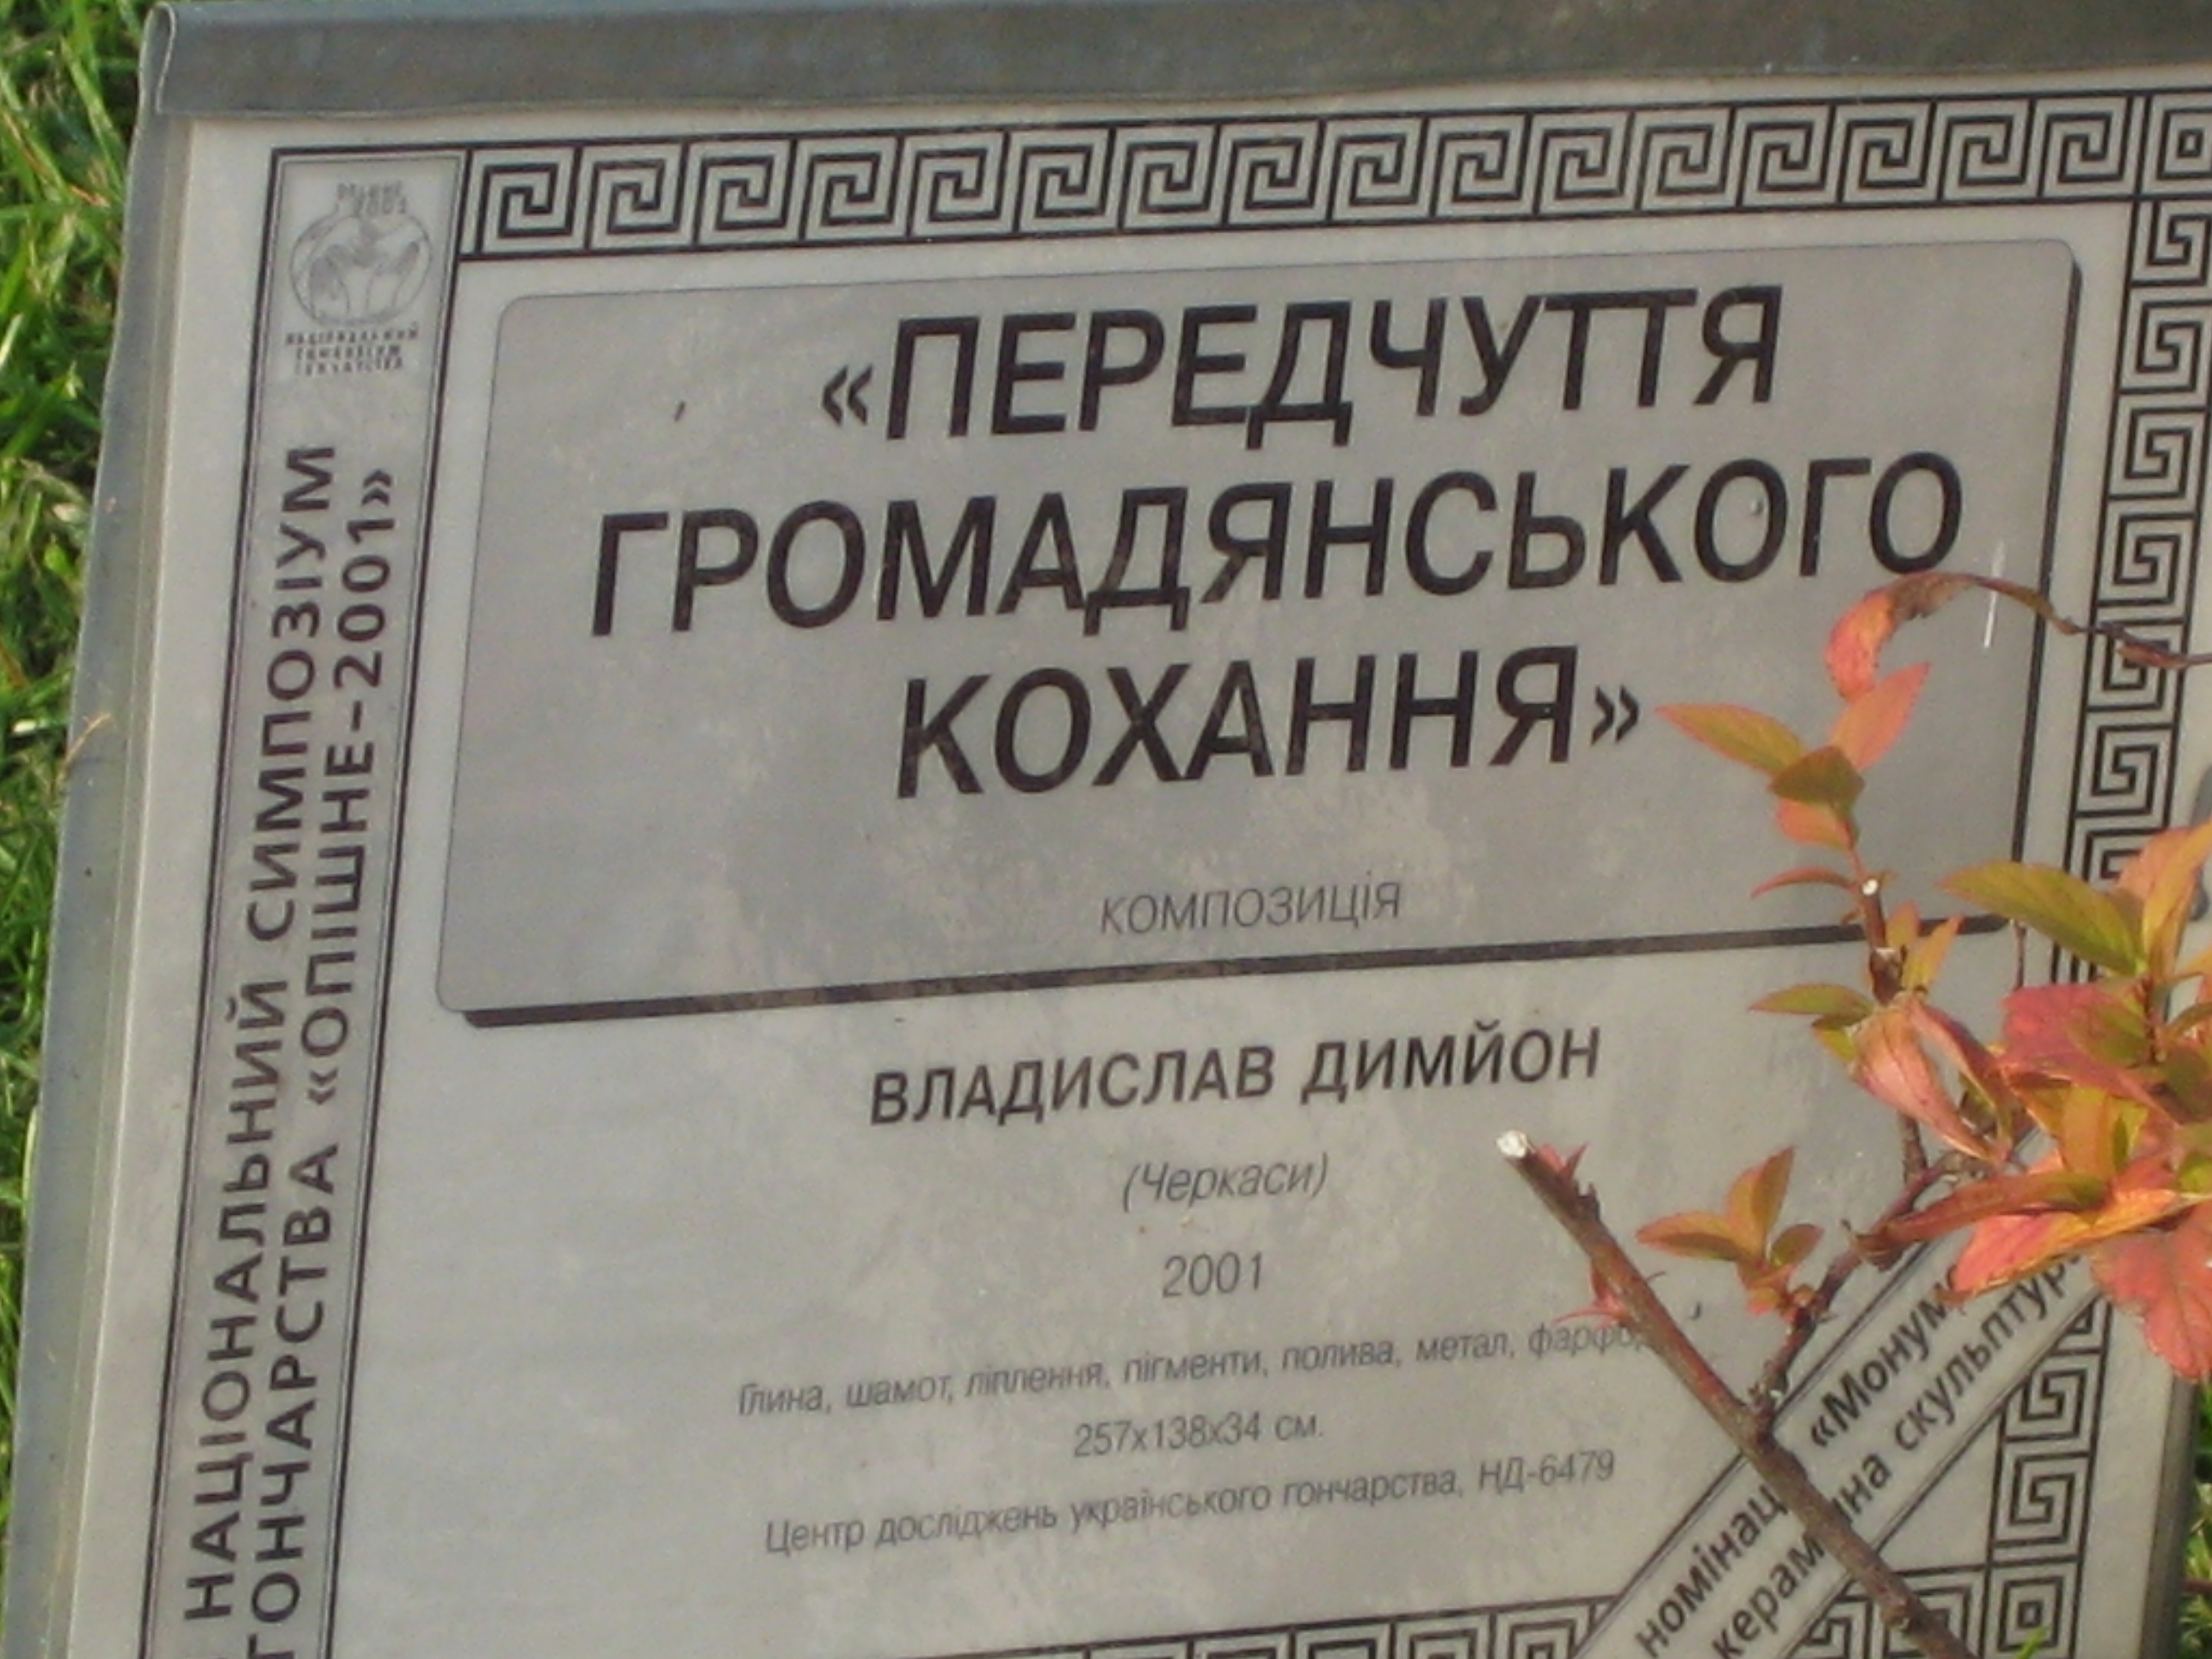 «ПЕРЕДЧУТТЯ
ГРОМАДЯНСЬКОГО
КОХАННЯ»
КОМПОЗИЦІЯ
ВЛАДИСЛАВ ДИМЙОН
(Черкаси)
2001
Глина, шамот, ліплення, пігменти, полива, метал,
257х138х34 см.
Центр досліджень українського гончарства, НД-6479
НАЦІОНАЛЬНИЙ СИМПОЗІУМ
ГОНЧАРСТВА «ОПІШНЕ–2001»